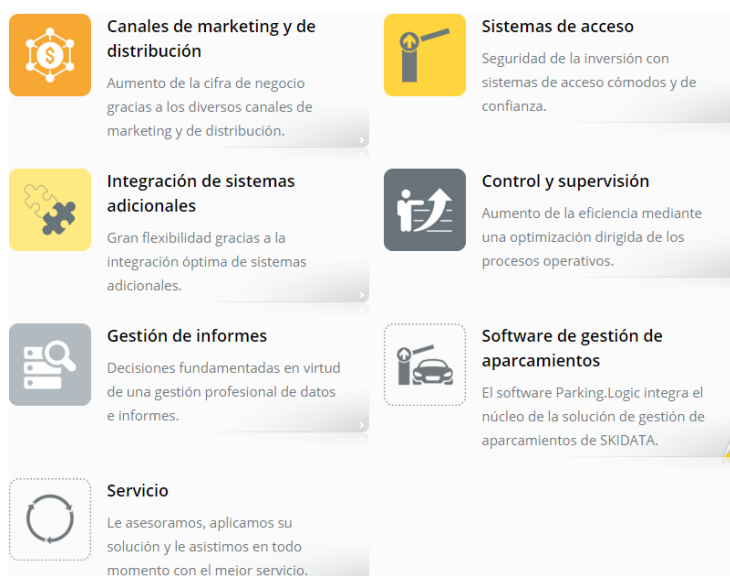 Canales de marketing y de
distribución
Aumento de la cifra de negocio
gracias a los diversos canales de
marketing y de distribución.
Sistemas de acceso
Seguridad de la inversión con
sistemas de acceso cómodos y de
confianza.
Integración de sistemas
adicionales
Gran flexibilidad gracias a la
integración óptima de sistemas
adicionales.
Control y supervisión
Aumento de la eficiencia mediante
una optimización dirigida de los
procesos operativos.
Gestión de informes
Decisiones fundamentadas en virtud
de una gestión profesional de datos
e informes.
Software de gestión de
aparcamientos
El software Parking.Logic integra el
núcleo de la solución de gestión de
aparcamientos de SKIDATA.
Servicio
Le asesoramos, aplicamos su
solución y le asistimos en todo
momento con el mejor servicio.